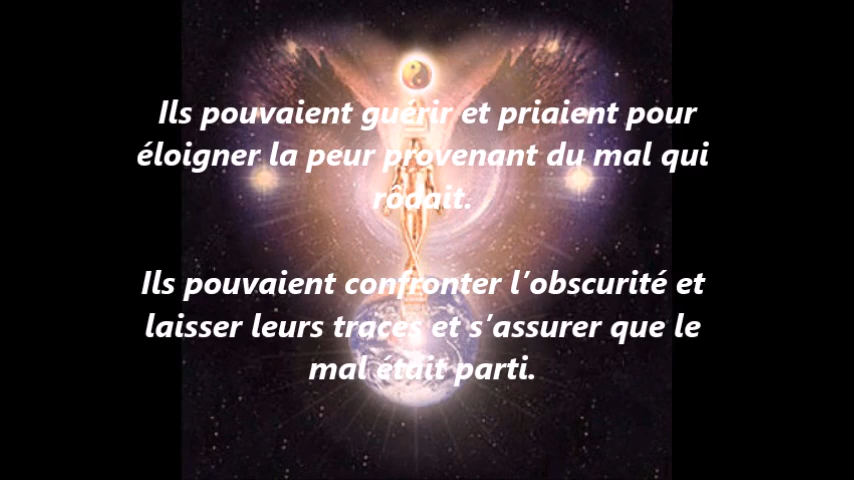 Ils pouvaient guérir et priaient pour
éloigner la peur provenant du mal qui
rôdait.
Ils pouvaient confronter l’obscurité et
laisser leurs traces et s’assurer que le
mal était parti.